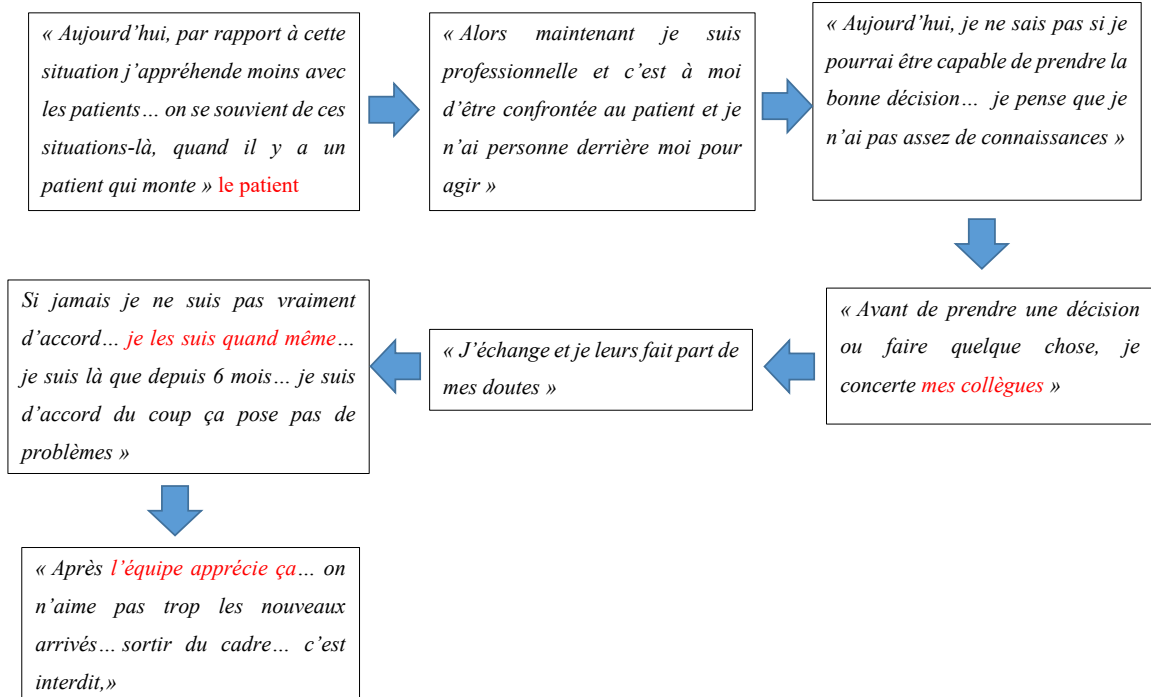 « Aujourd’hui, par rapport à cette
situation j’appréhende moins avec
les patients… on se souvient de ces
situations-là, quand il y a un
patient qui monte » le patient
« Alors maintenant je suis
professionnelle et c’est à moi
d’être confrontée au patient et je
n’ai personne derrière moi pour
agir »
« Aujourd’hui, je ne sais pas si je
pourrai être capable de prendre la
bonne décision… je pense que je
n’ai pas assez de connaissances »
« Avant de prendre une décision
ou faire quelque chose, je
concerte mes collègues »
« J’échange et je leurs fait part de
mes doutes »
Si jamais je ne suis pas vraiment
d’accord… je les suis quand même…
je suis là que depuis 6 mois… je suis
d’accord du coup ça pose pas de
problèmes »
« Après l’équipe apprécie ça… on
n’aime pas trop les nouveaux
arrivés… sortir du cadre… c’est
interdit,»